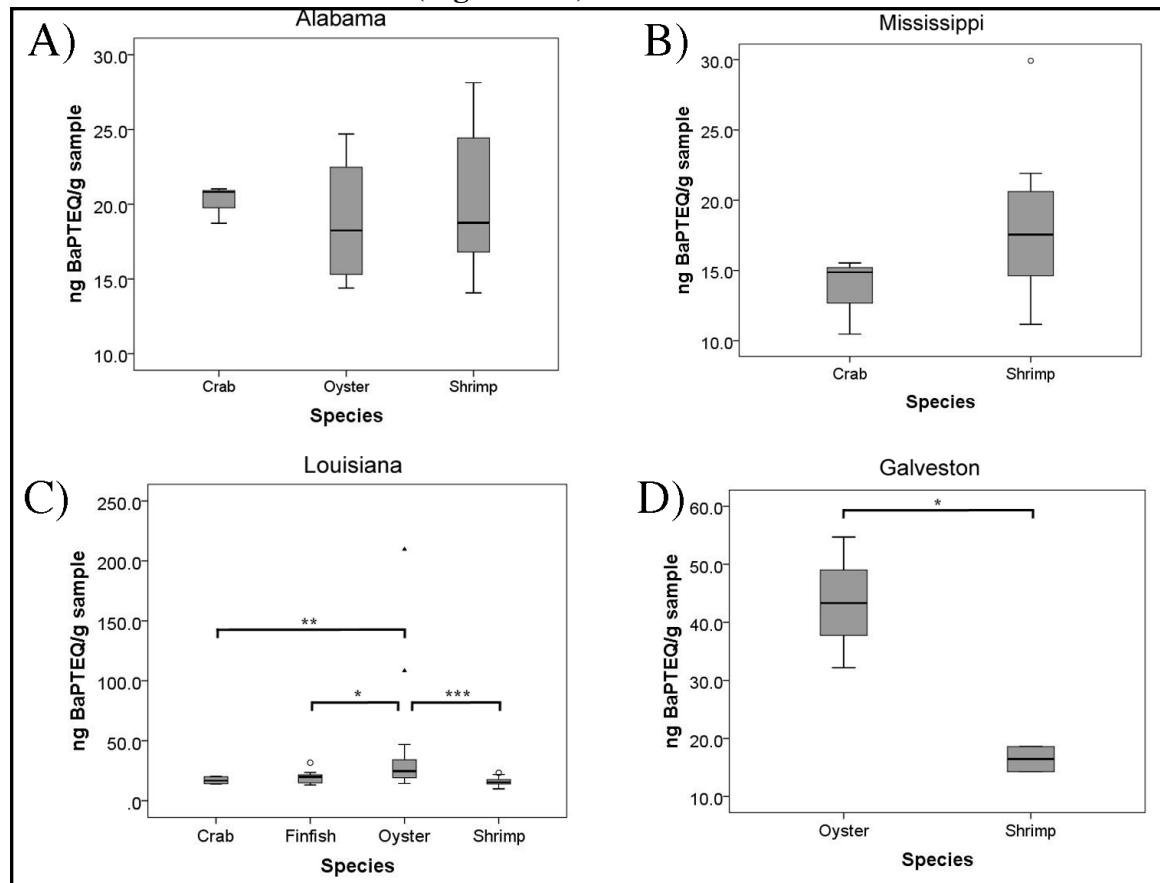 A)
Alabama
30.0
25.0
20.0
15.0
10.0
ng BaPTEQ/g sample
Crab
Oyster
Shrimp
Species
B)
Mississippi
30.0
25.0
20.0
15.0
10.0
ng BaPTEQ/g sample
Crab
Shrimp
Species
C)
Louisiana
250.0
200.0
150.0
100.0
50.0
.0
ng BaPTEQ/g sample
**
*
***
Crab
Finfish
Oyster
Shrimp
Species
D)
Galveston
60.0
50.0
40.0
30.0
20.0
10.0
ng BaPTEQ/g sample
*
Oyster
Shrimp
Species